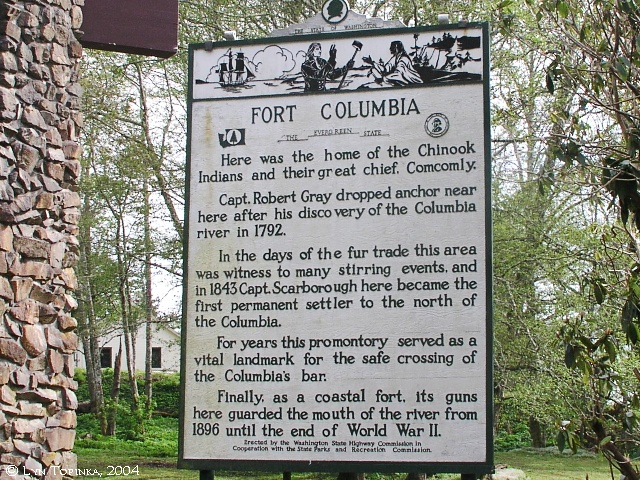 THE STATE OF WASHINGTON
FORT COLUMBIA
THE EVERGREEN STATE
Here was the home of the Chinook
Indians and their great chief, Comcomly.
Capt. Robert Gray dropped anchor near
here after his discovery of the Columbia
river in 1792.
In the days of the fur trade this area
was witness to many stirring events, and
in 1843 Capt. Scarborough here became the
first permanent settler to the north of
the Columbia.
For years this promontory served as a
vital landmark for the safe crossing of
the Columbia's bar.
Finally, as a coastal fort, its guns
here guarded the mouth of the river from
1896 until the end of World War II.
Erected by the Washington State Highway Commission in
Cooperation with the State Parks and Recreation Commission.
© Lyn Topinka, 2004